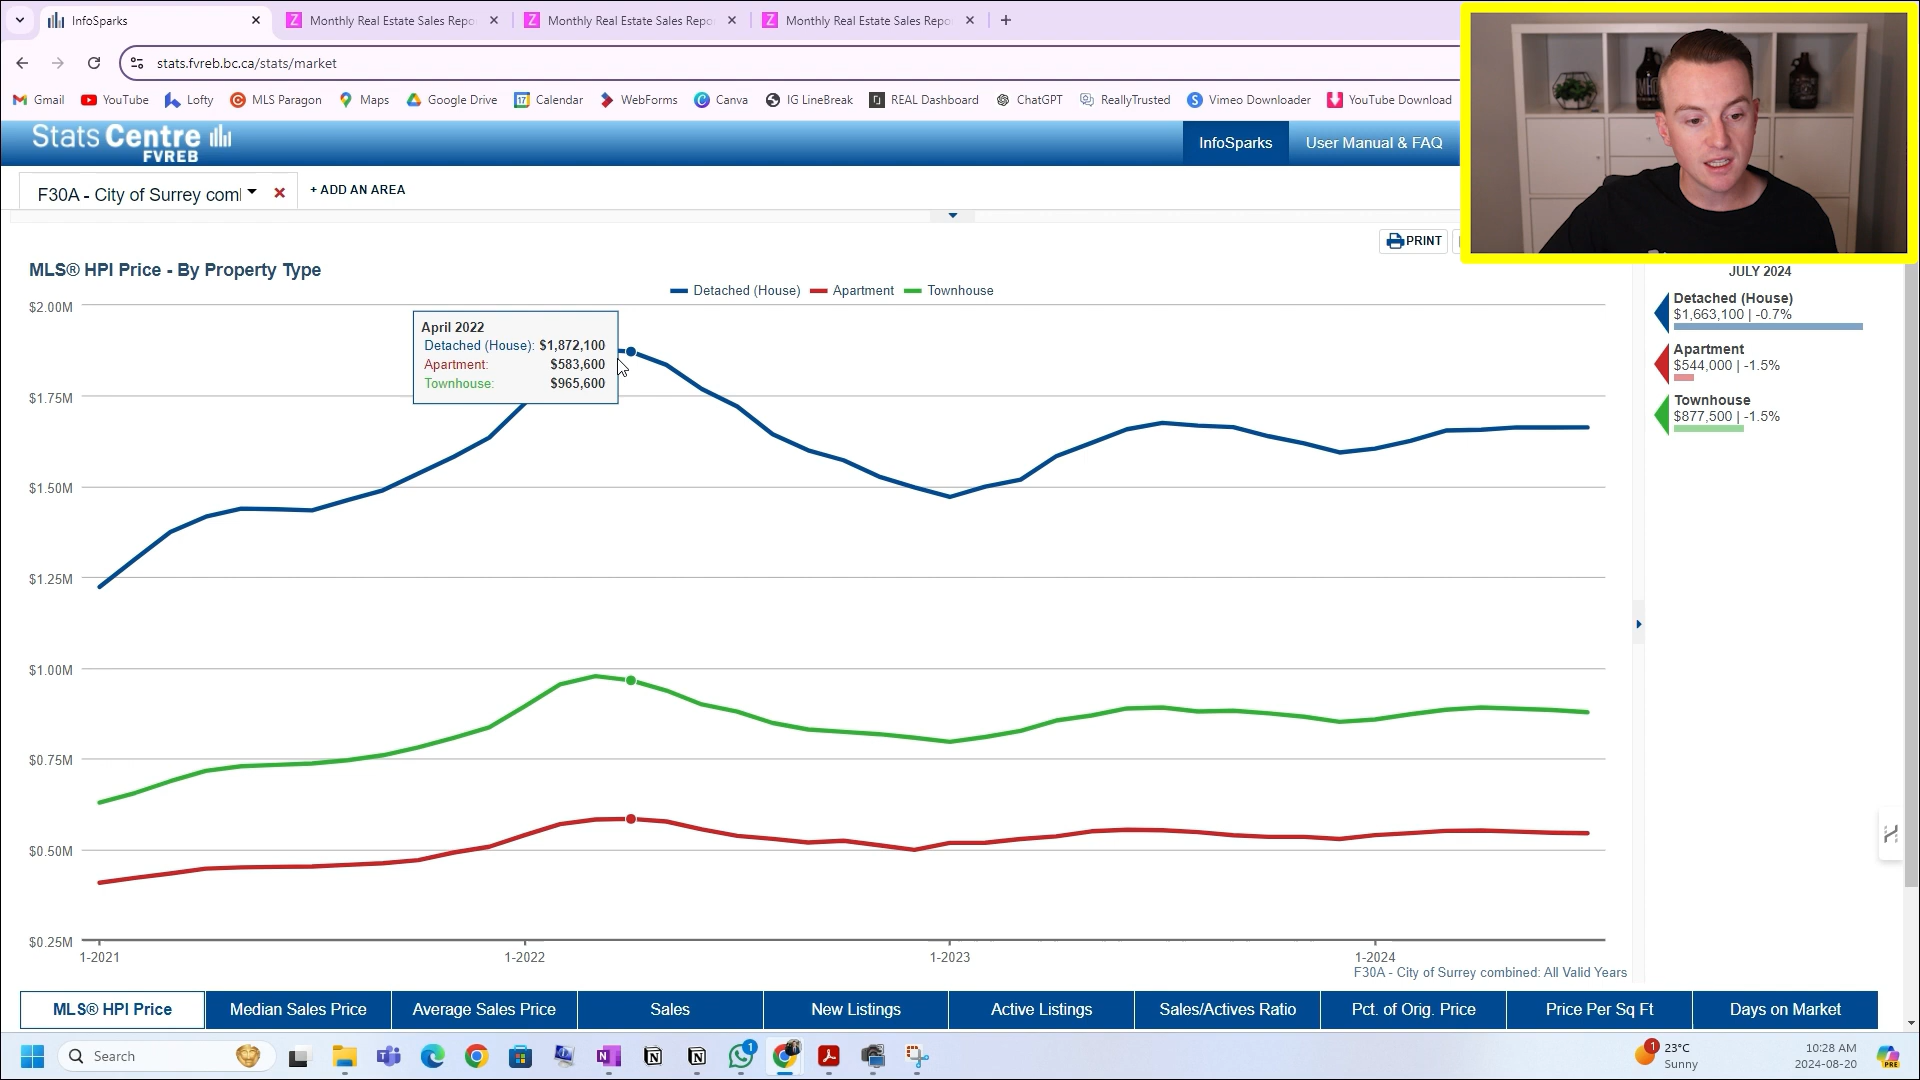 InfoSparks
Monthly Real Estate Sales Repo
Monthly Real Estate Sales Repo
Monthly Real Estate Sales Repo
stats.fvreb.bc.ca/stats/market
Gmail YouTube Lofty MLS Paragon Maps Google Drive Calendar WebForms Canva IG LineBreak REAL Dashboard ChatGPT ReallyTrusted Vimeo Downloader YouTube Download
Stats Centre
FVREB
InfoSparks User Manual & FAQ
F30A - City of Surrey com
+ ADD AN AREA
PRINT
MLS® HPI Price - By Property Type
Detached (House) Apartment Townhouse
$2.00M
$1.75M
$1.50M
$1.25M
$1.00M
$0.75M
$0.50M
$0.25M
April 2022
Detached (House): $1,872,100
Apartment: $583,600
Townhouse: $965,600
1-2021 1-2022 1-2023 1-2024
F30A - City of Surrey combined: All Valid Years
JULY 2024
Detached (House)
$1,663,100 | -0.7%
Apartment
$544,000 | -1.5%
Townhouse
$877,500 | -1.5%
MLS® HPI Price Median Sales Price Average Sales Price Sales New Listings Active Listings Sales/Actives Ratio Pct. of Orig. Price Price Per Sq Ft Days on Market
Search
1
1
23°C
Sunny
10:28 AM
2024-08-20
PRE